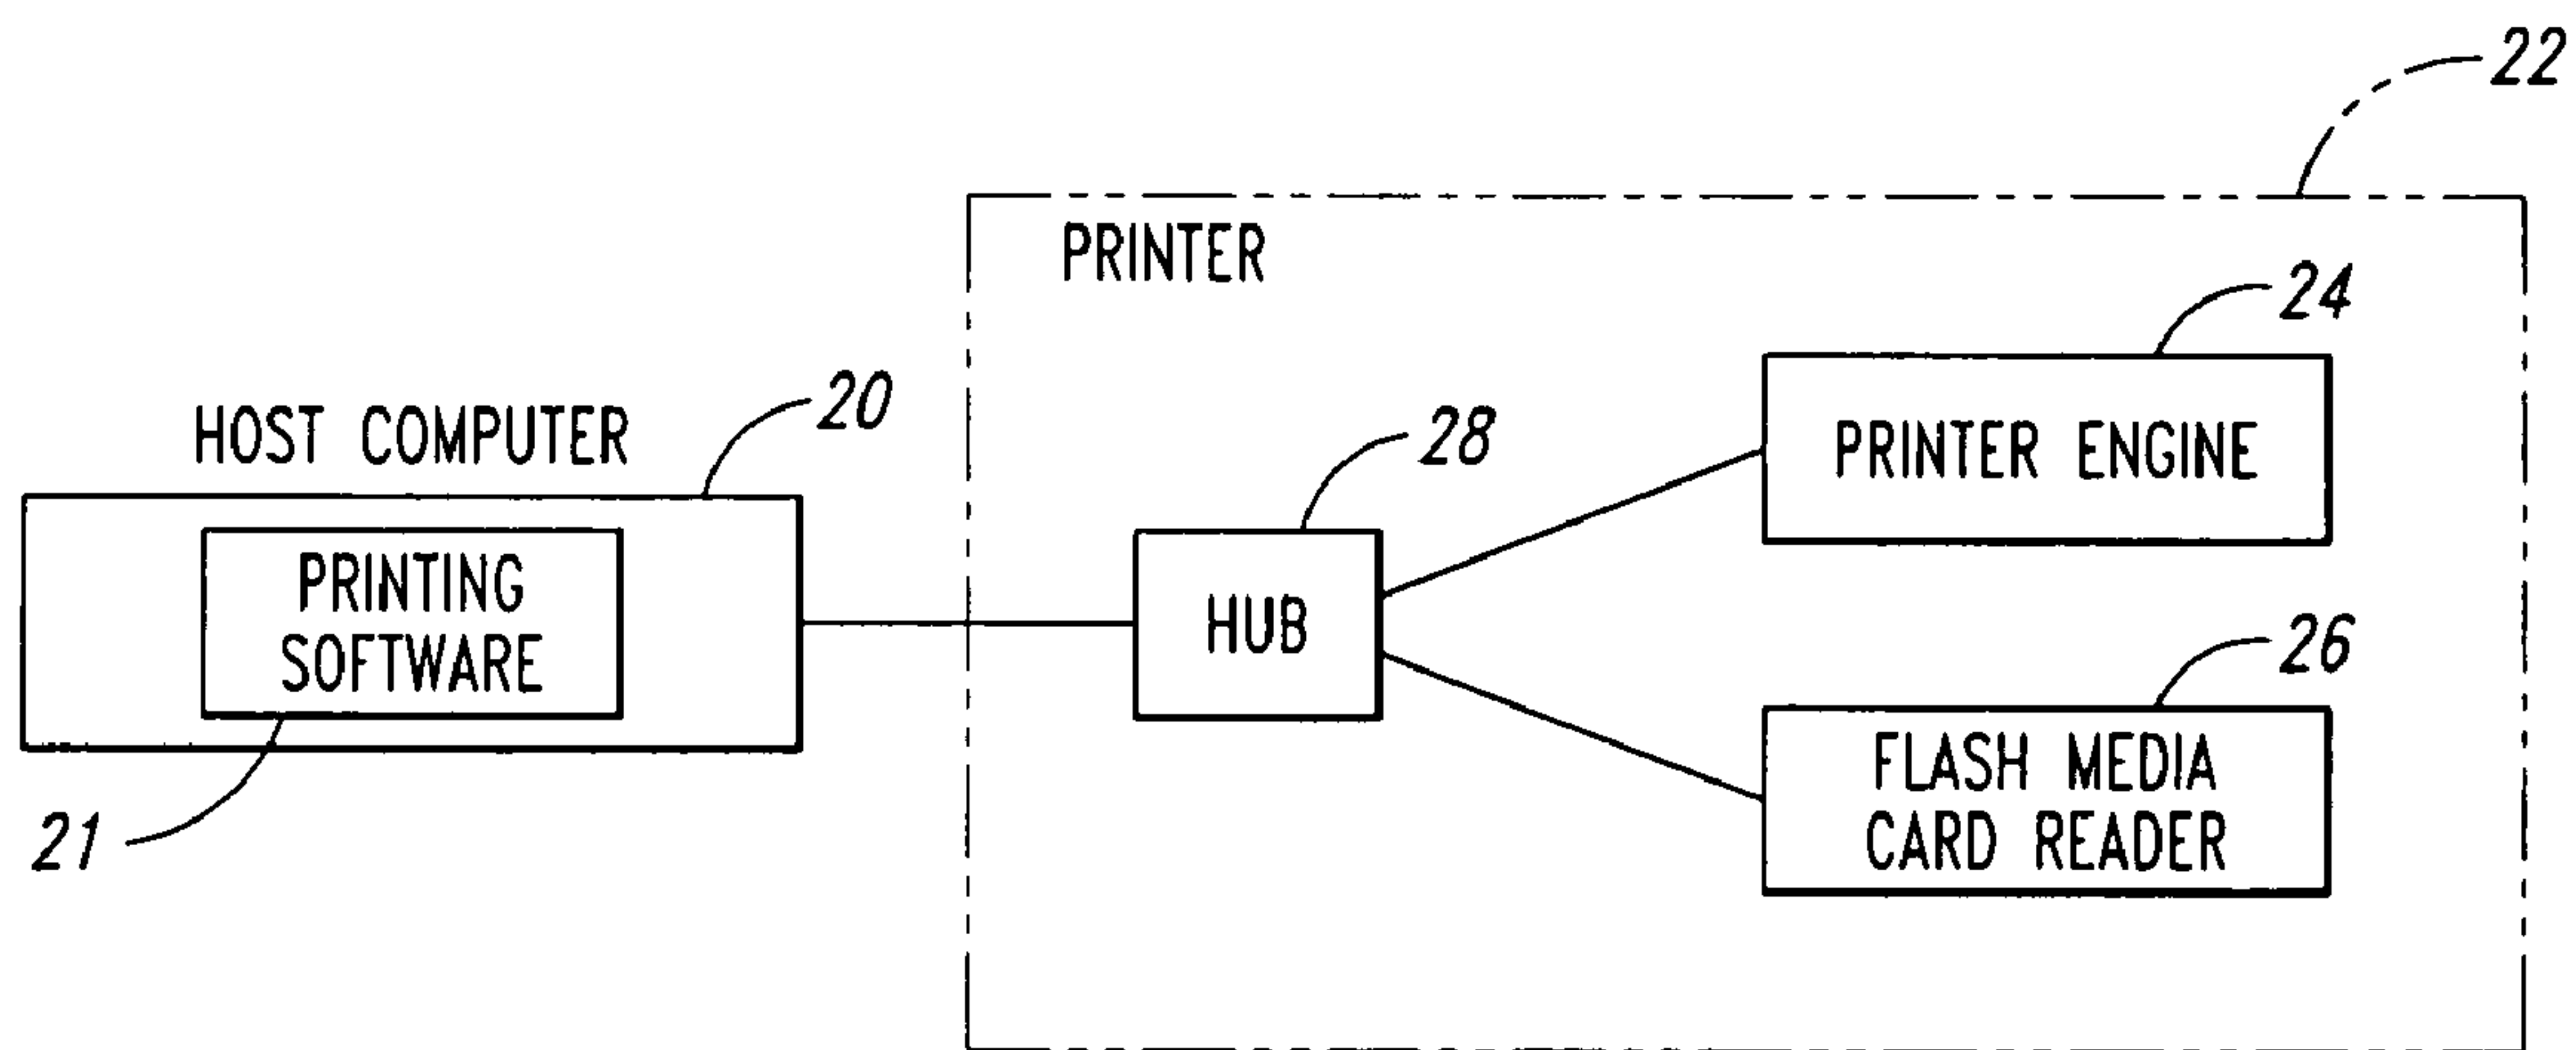 22
PRINTER
24
HOST COMPUTER
20
28
PRINTER ENGINE
PRINTING
SOFTWARE
HUB
26
21
FLASH MEDIA
CARD READER